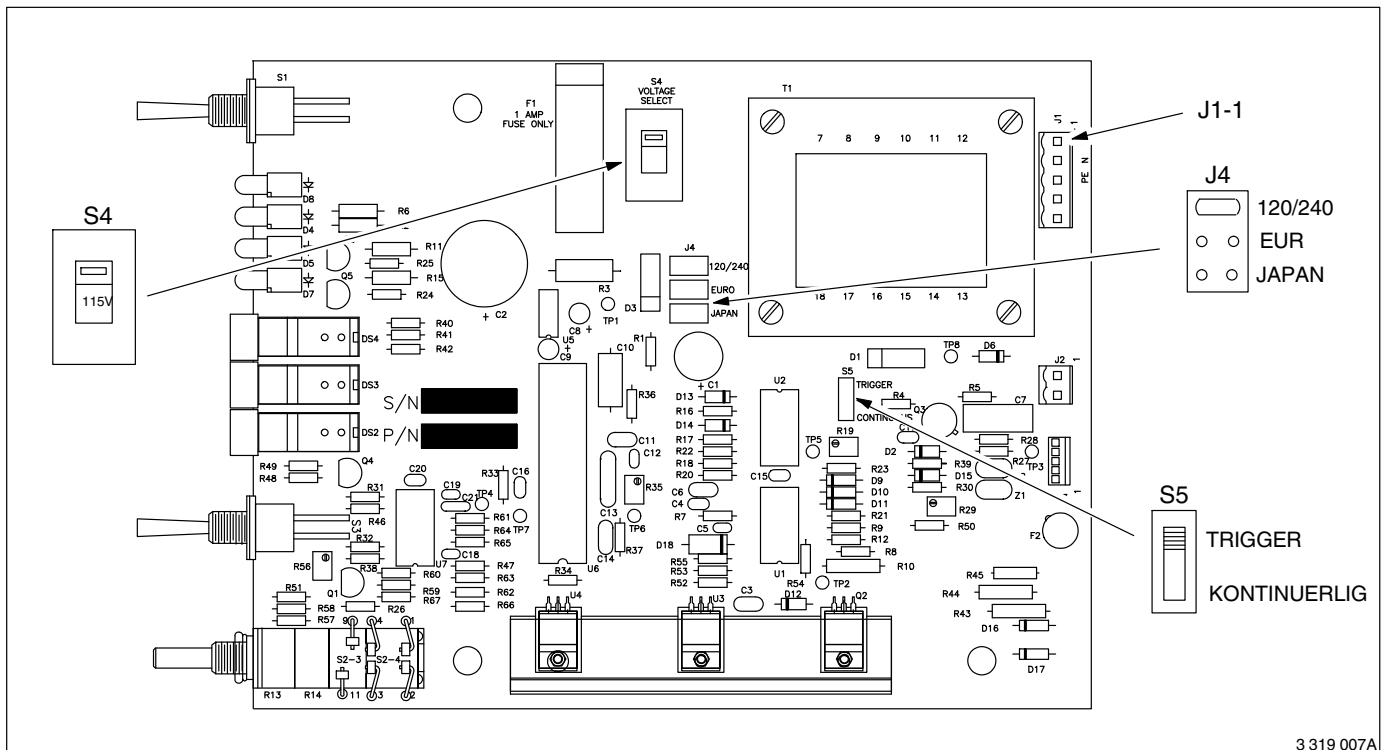 S1
F1
1 AMP
FUSE ONLY
S4
VOLTAGE
SELECT
T1
J1
-1
PE N
J1-1
7 8 9 10 11 12
18 17 16 15 14 13
J4
120/240
EUR
JAPAN
S4
115V
D8
D4
D5
D7
Q5
R6
R11
R25
R15
R24
+ C2
R3
TP1
D3
J4
120/240
EURO
JAPAN
C8
+
U5
+
C9
C10
R1
R36
R40
R41
R42
DS4
DS3
DS2
S/N
P/N
D1
TP8
D6
J2
1
S5
TRIGGER
R4
Q3
R5
C7
+ C1
D13
R16
D14
R17
R22
R18
R20
U2
TP5
R19
D2
R39
D15
R30
R28
R27
TP3
Z1
1
S5
TRIGGER
KONTINUERLIG
R49
R48
Q4
C20
C19
C21
TP4
R33
C16
TP7
C11
C12
R35
C13
TP6
C14
R37
C6
C4
R7
C5
C15
R23
D9
D10
D11
R21
R9
R12
R8
R10
R29
R50
F2
R31
R46
S3
R32
R38
R56
Q1
U7
R61
R64
R65
C18
R47
R63
R62
R66
R60
R59
R67
R26
R51
R58
R57
U6
R34
U4
D18
R55
R53
R52
U3
C3
U1
R54
TP2
D12
Q2
R45
R44
R43
D16
D17
9 4 1
S2-3 S2-4
R13 R14 11 3 2
3 319 007A